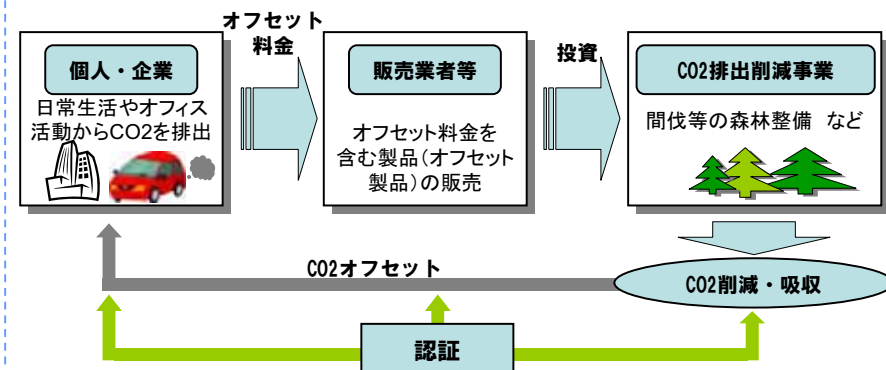 オフセット
料金
個人・企業
日常生活やオフィス
活動からCO2を排出
販売業者等
オフセット料金を
含む製品(オフセット
製品)の販売
投資
CO2排出削減事業
間伐等の森林整備 など
CO2オフセット
CO2削減・吸収
認証